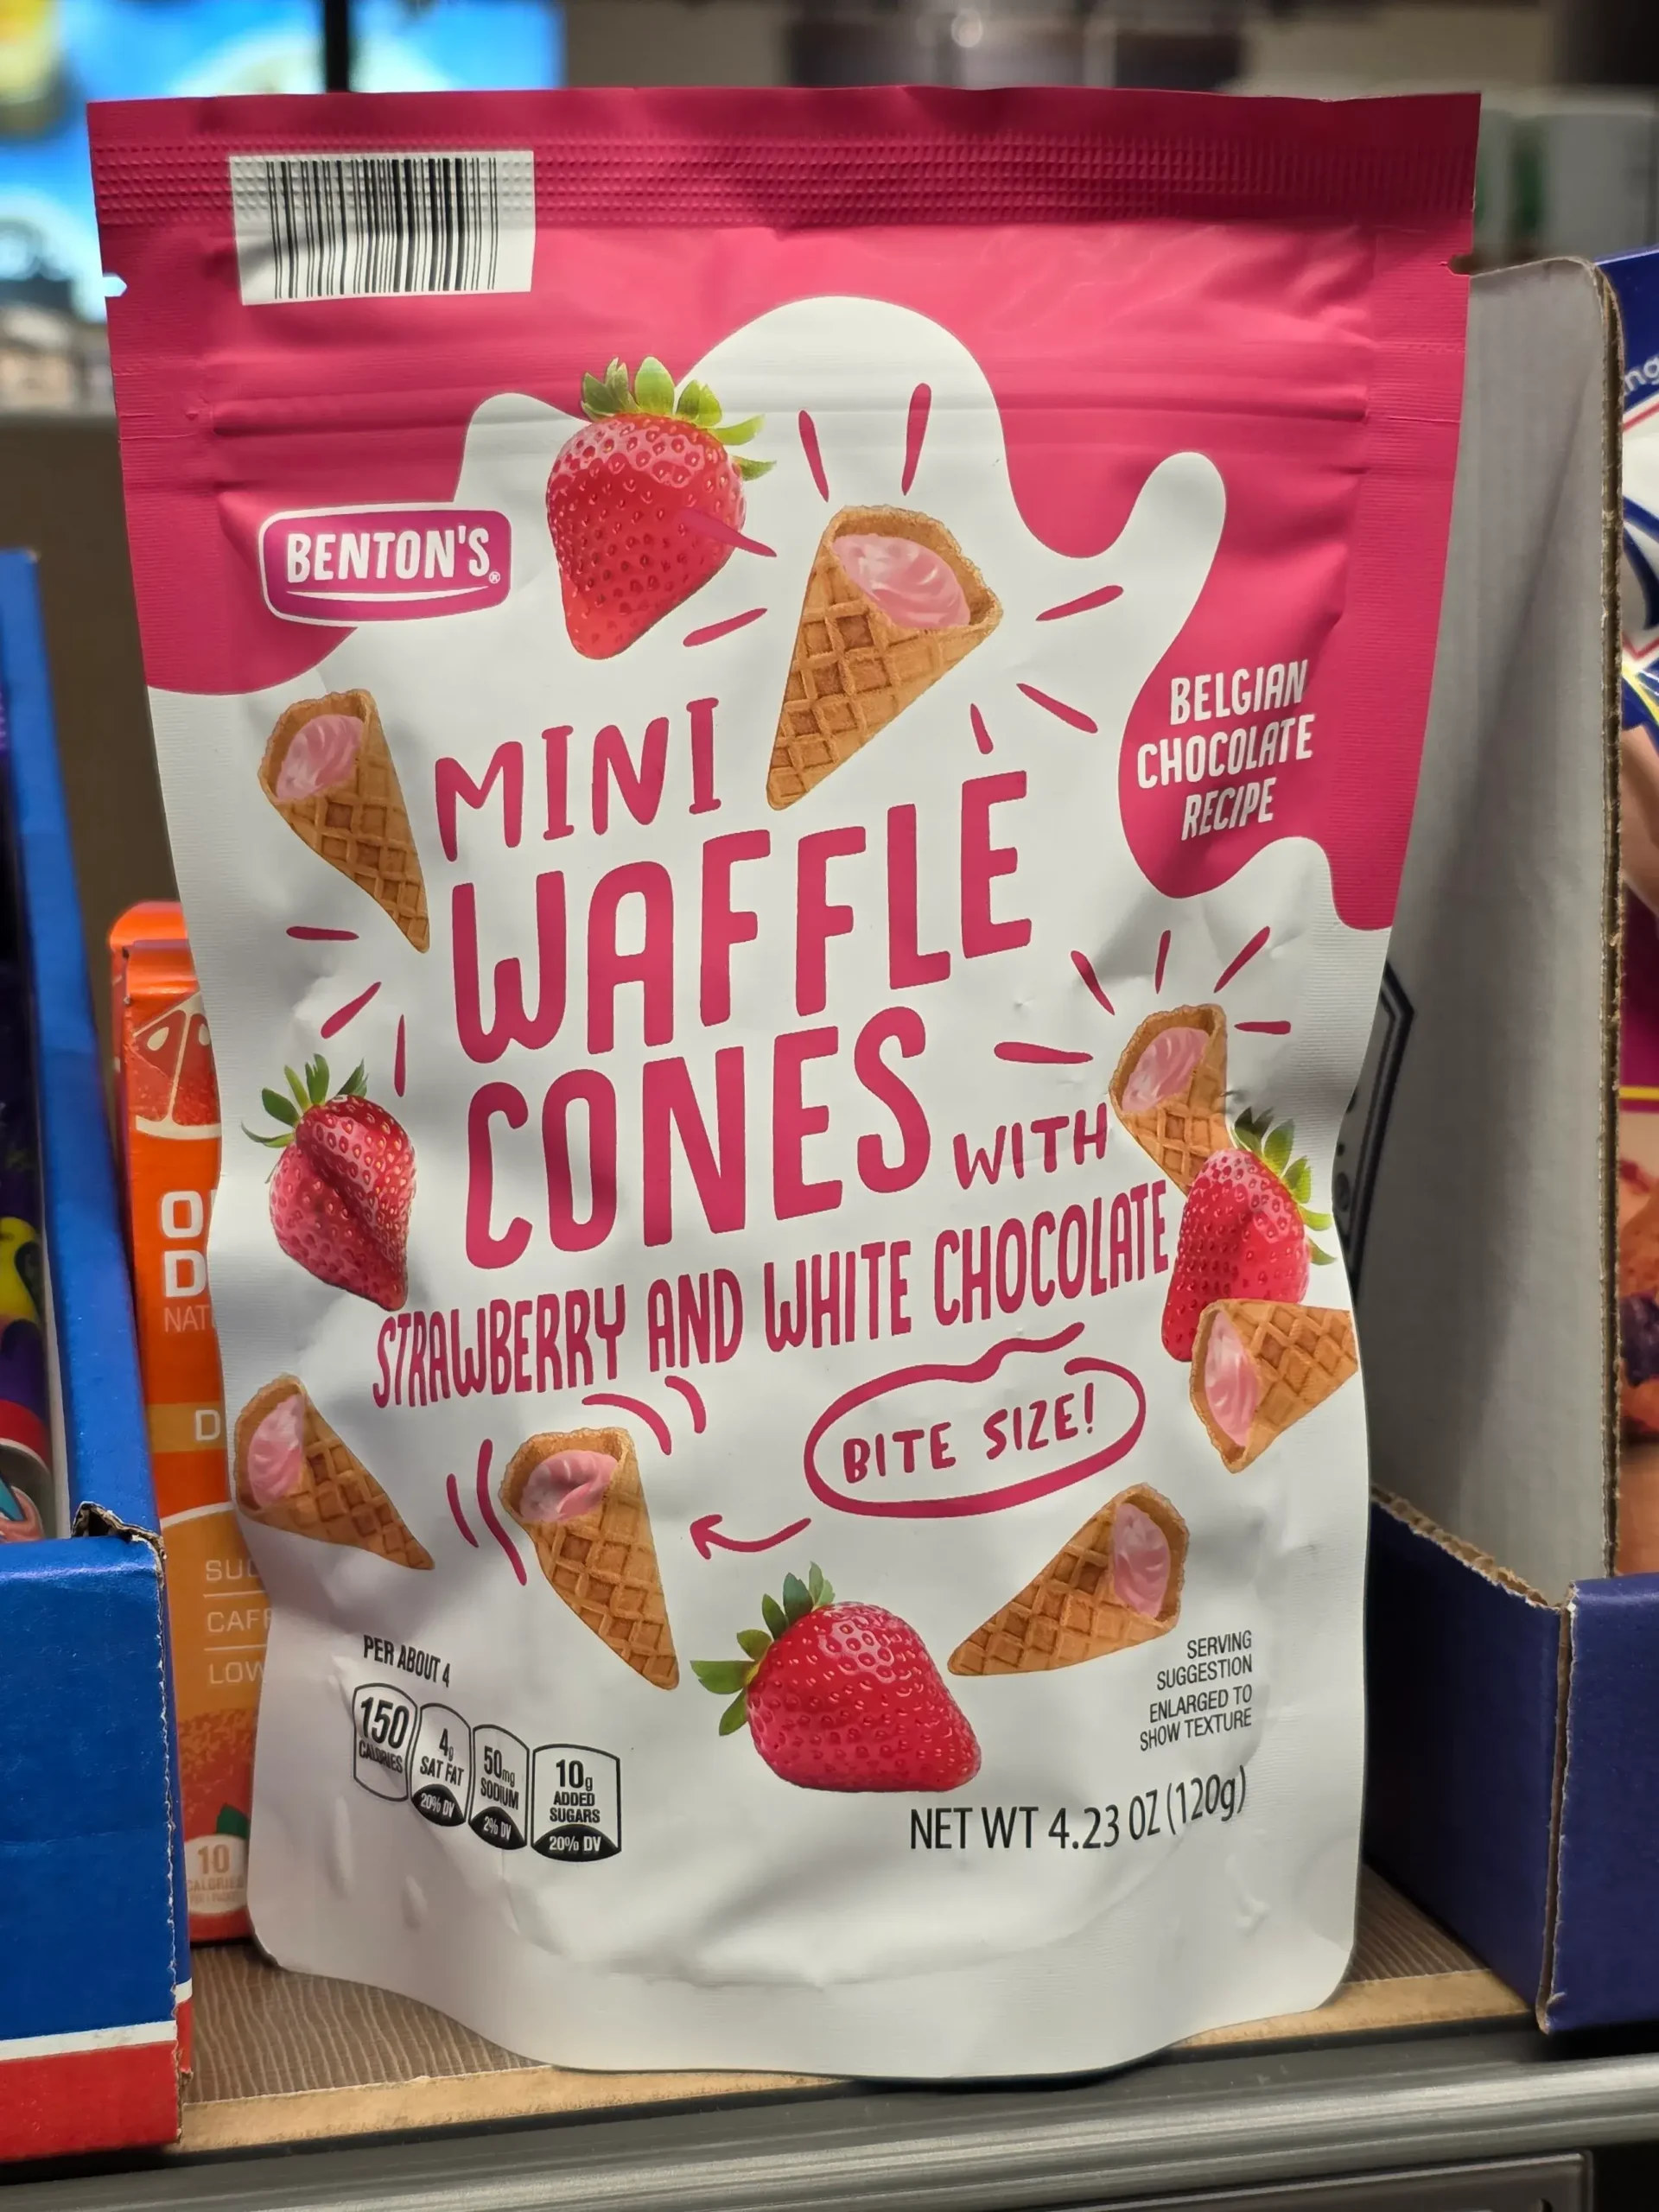 BENTON'S®
BELGIAN
CHOCOLATE
RECIPE
MINI
WAFFLE
CONES WITH
STRAWBERRY AND WHITE CHOCOLATE
BITE SIZE!
PER ABOUT 4
150
CALORIES
4g
SAT FAT
20% DV
50mg
SODIUM
2% DV
10g
ADDED
SUGARS
20% DV
SERVING
SUGGESTION
ENLARGED TO
SHOW TEXTURE
NET WT 4.23 OZ (120g)
10
CALORIES